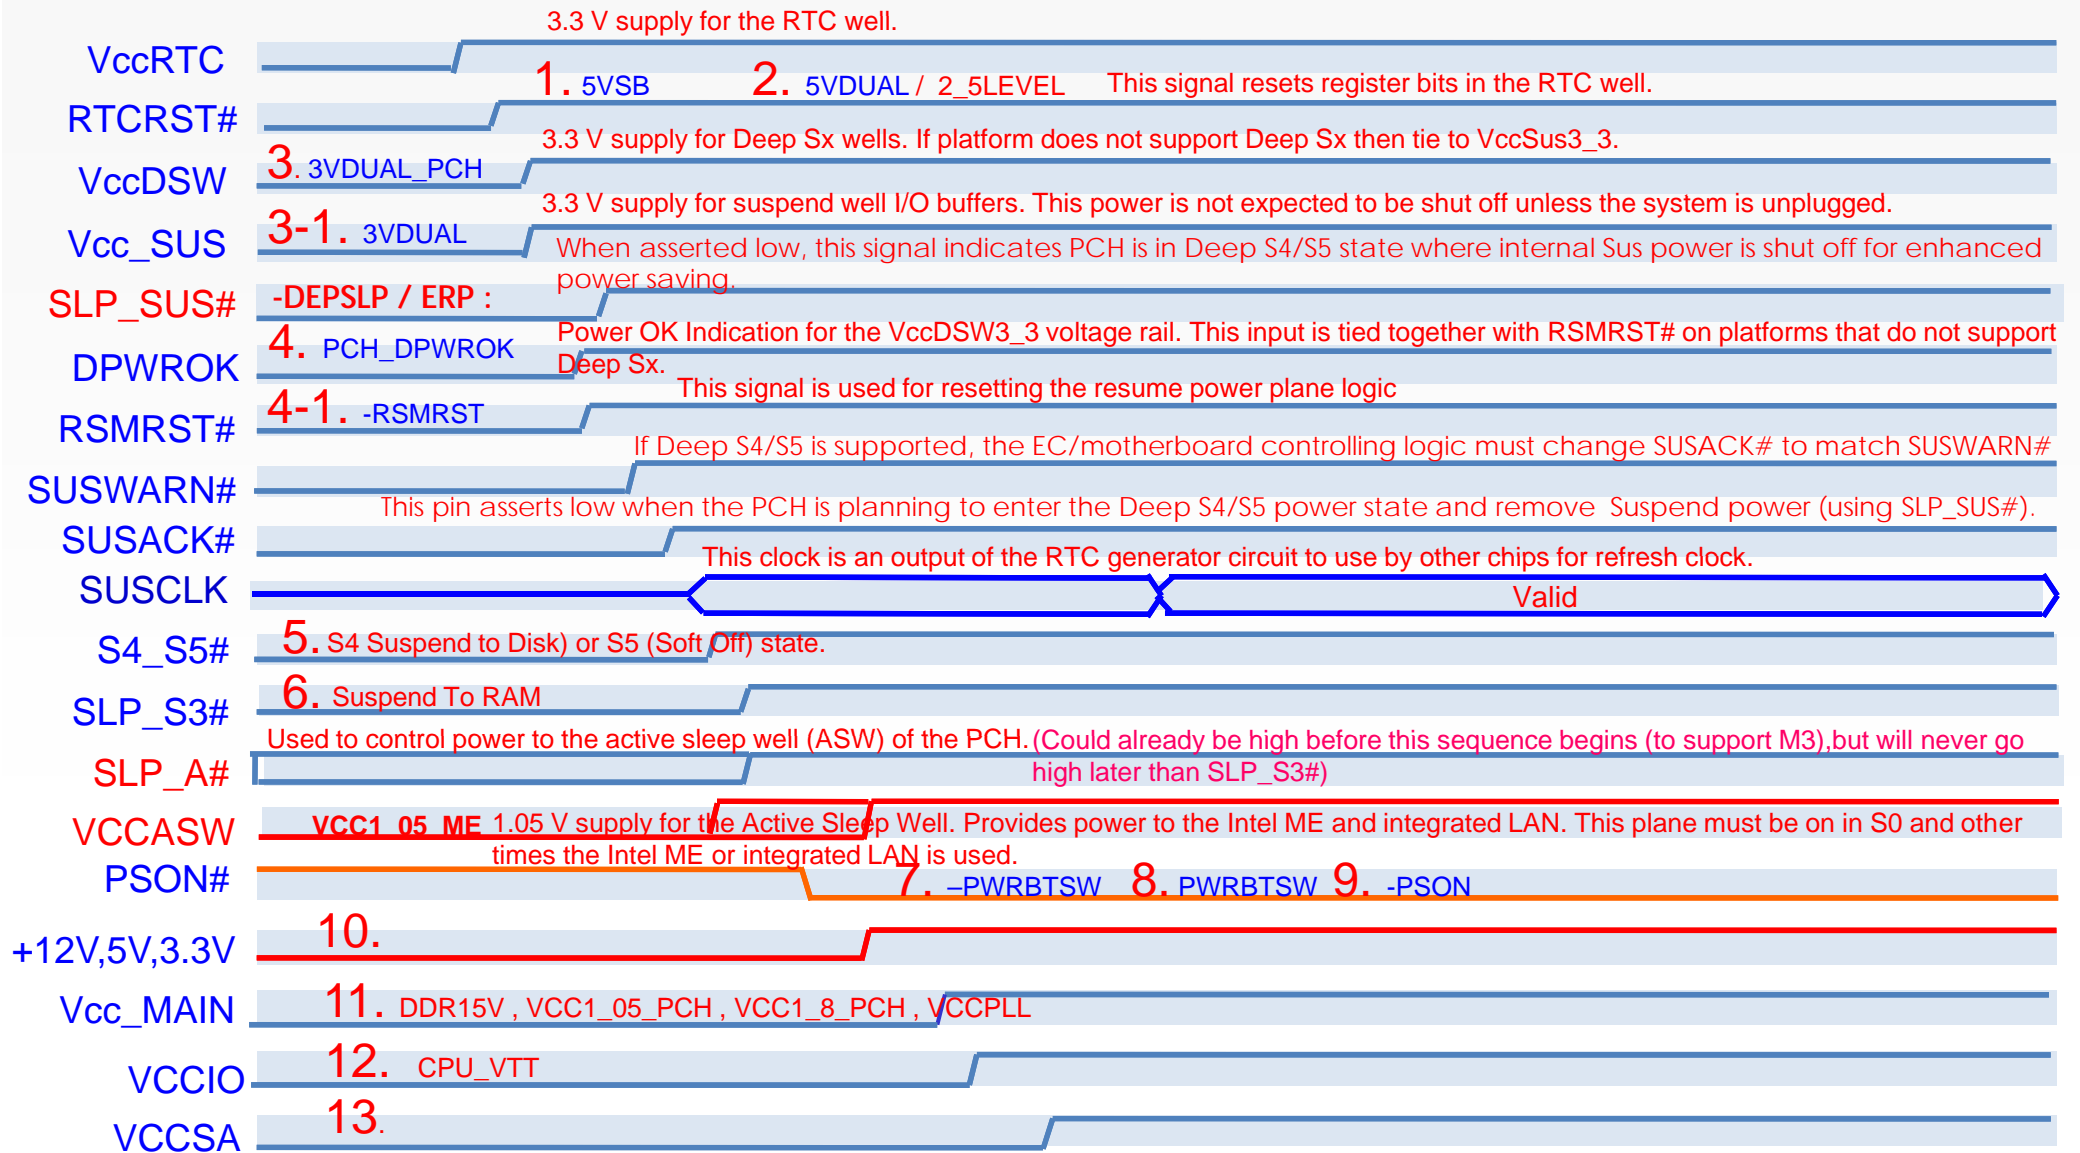 3.3 V supply for the RTC well.
VccRTC
1. 5VSB 2. 5VDUAL / 2_5LEVEL This signal resets register bits in the RTC well.
RTCRST#
3.3 V supply for Deep Sx wells. If platform does not support Deep Sx then tie to VccSus3_3.
VccDSW 3. 3VDUAL_PCH
3.3 V supply for suspend well I/O buffers. This power is not expected to be shut off unless the system is unplugged.
Vcc_SUS 3-1. 3VDUAL
When asserted low, this signal indicates PCH is in Deep S4/S5 state where internal Sus power is shut off for enhanced
power saving.
SLP_SUS# -DEPSLP / ERP :
Power OK Indication for the VccDSW3_3 voltage rail. This input is tied together with RSMRST# on platforms that do not support
Deep Sx.
DPWROK 4. PCH_DPWROK
This signal is used for resetting the resume power plane logic
RSMRST# 4-1. -RSMRST
If Deep S4/S5 is supported, the EC/motherboard controlling logic must change SUSACK# to match SUSWARN#
SUSWARN#
This pin asserts low when the PCH is planning to enter the Deep S4/S5 power state and remove Suspend power (using SLP_SUS#).
SUSACK#
This clock is an output of the RTC generator circuit to use by other chips for refresh clock.
SUSCLK Valid
S4_S5# 5. S4 Suspend to Disk) or S5 (Soft Off) state.
SLP_S3# 6. Suspend To RAM
Used to control power to the active sleep well (ASW) of the PCH. (Could already be high before this sequence begins (to support M3),but will never go
high later than SLP_S3#)
SLP_A#
VCCASW VCC1_05_ME 1.05 V supply for the Active Sleep Well. Provides power to the Intel ME and integrated LAN. This plane must be on in S0 and other
times the Intel ME or integrated LAN is used.
PSON# 7. –PWRBTSW 8. PWRBTSW 9. -PSON
+12V,5V,3.3V 10.
Vcc_MAIN 11. DDR15V , VCC1_05_PCH , VCC1_8_PCH , VCCPLL
VCCIO 12. CPU_VTT
VCCSA 13.